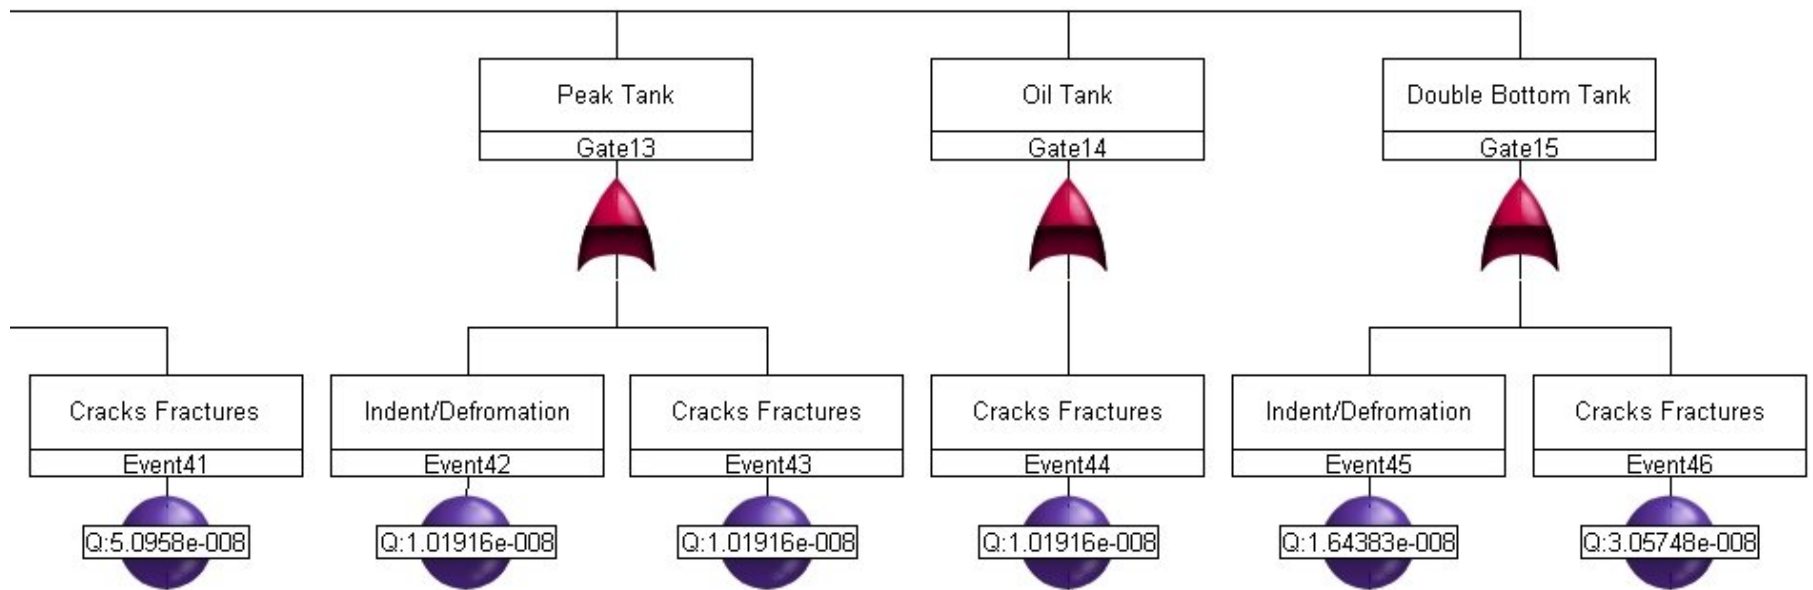 Peak Tank
Gate13
Oil Tank
Gate14
Double Bottom Tank
Gate15
Cracks Fractures
Event41
Q:5.0958e-008
Indent/Defromation
Event42
Q:1.01916e-008
Cracks Fractures
Event43
Q:1.01916e-008
Cracks Fractures
Event44
Q:1.01916e-008
Indent/Defromation
Event45
Q:1.64383e-008
Cracks Fractures
Event46
Q:3.05748e-008